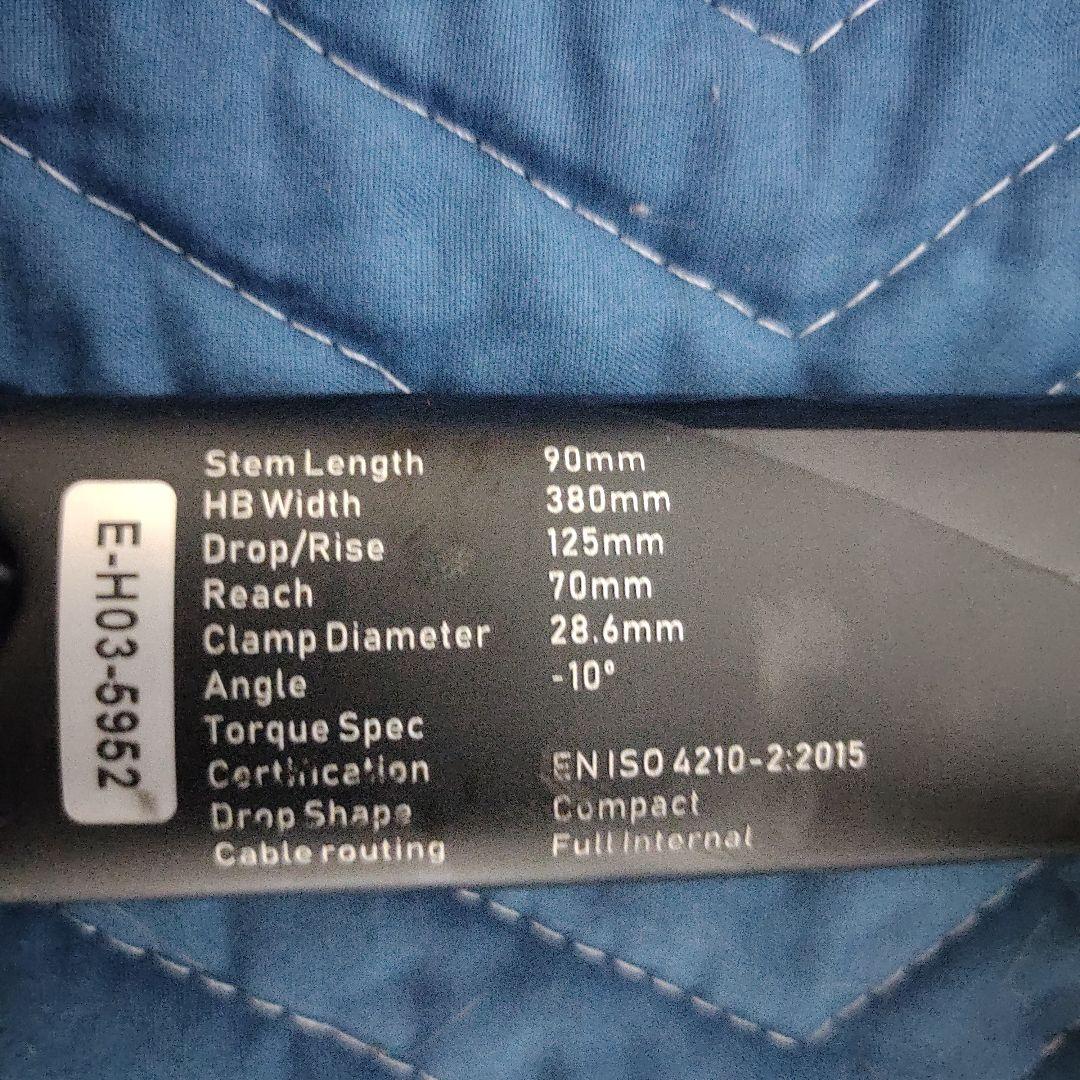 E-H03-5952
Stem Length 90mm
HB Width 380mm
Drop/Rise 125mm
Reach 70mm
Clamp Diameter 28.6mm
Angle -10°
Torque Spec
Certification EN ISO 4210-2:2015
Drop Shape Compact
Cable routing Full Internal